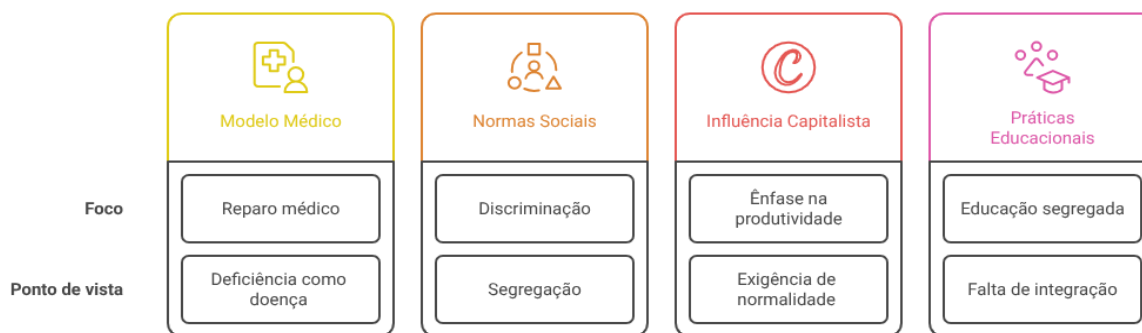 Modelo Médico
Normas Sociais
Influência Capitalista
Práticas
Educacionais
Foco
Reparo médico
Discriminação
Ênfase na
produtividade
Educação segregada
Ponto de vista
Deficiência como
doença
Segregação
Exigência de
normalidade
Falta de integração